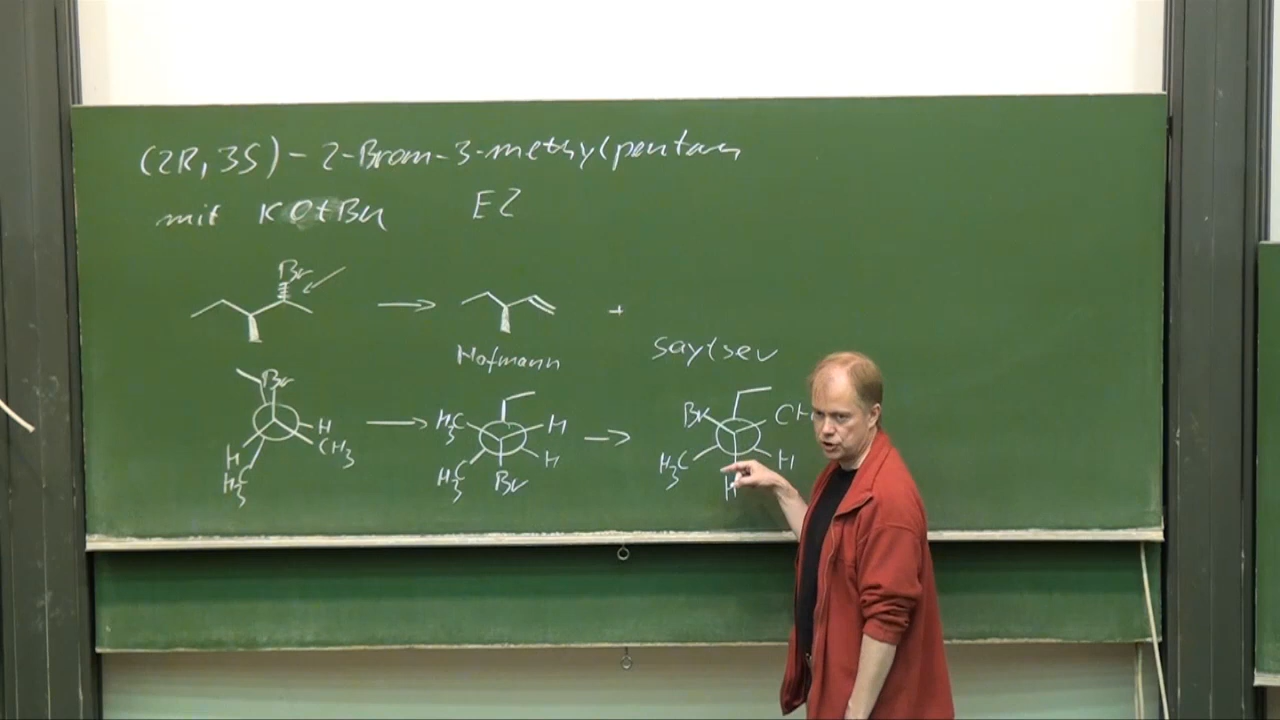 (2R,3S)-2-Brom-3-methylpentan
mit KOtBu E2
Br
+
Hofmann
Saytsev
Br
H
CH3
H
H3C
H3C
H
H
H3C
Br
Br
CH
H
H3C
H